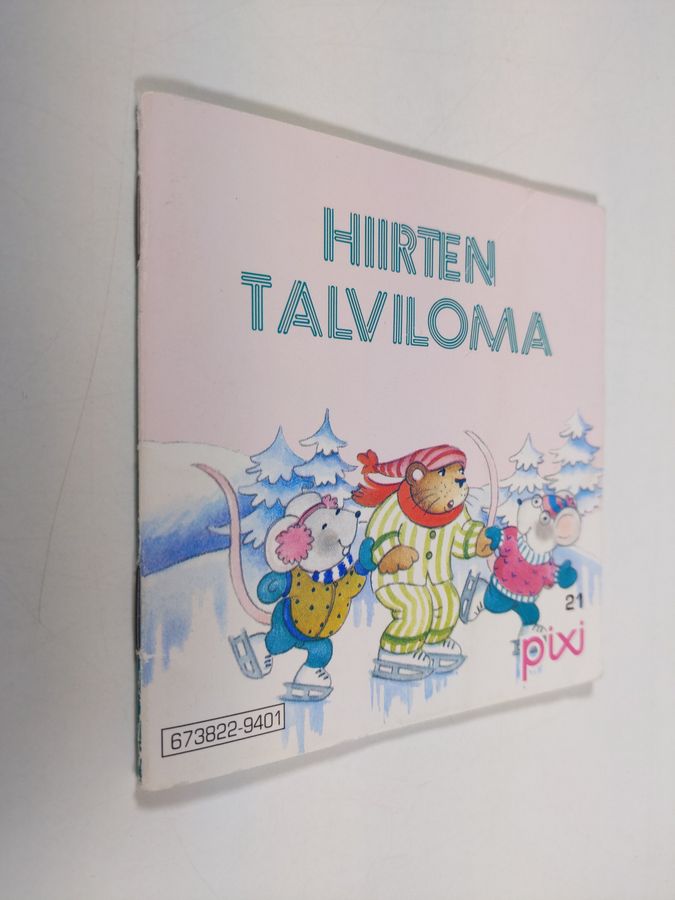 HIIRTEN
TALVILOMA
21
pixi
673822-9401